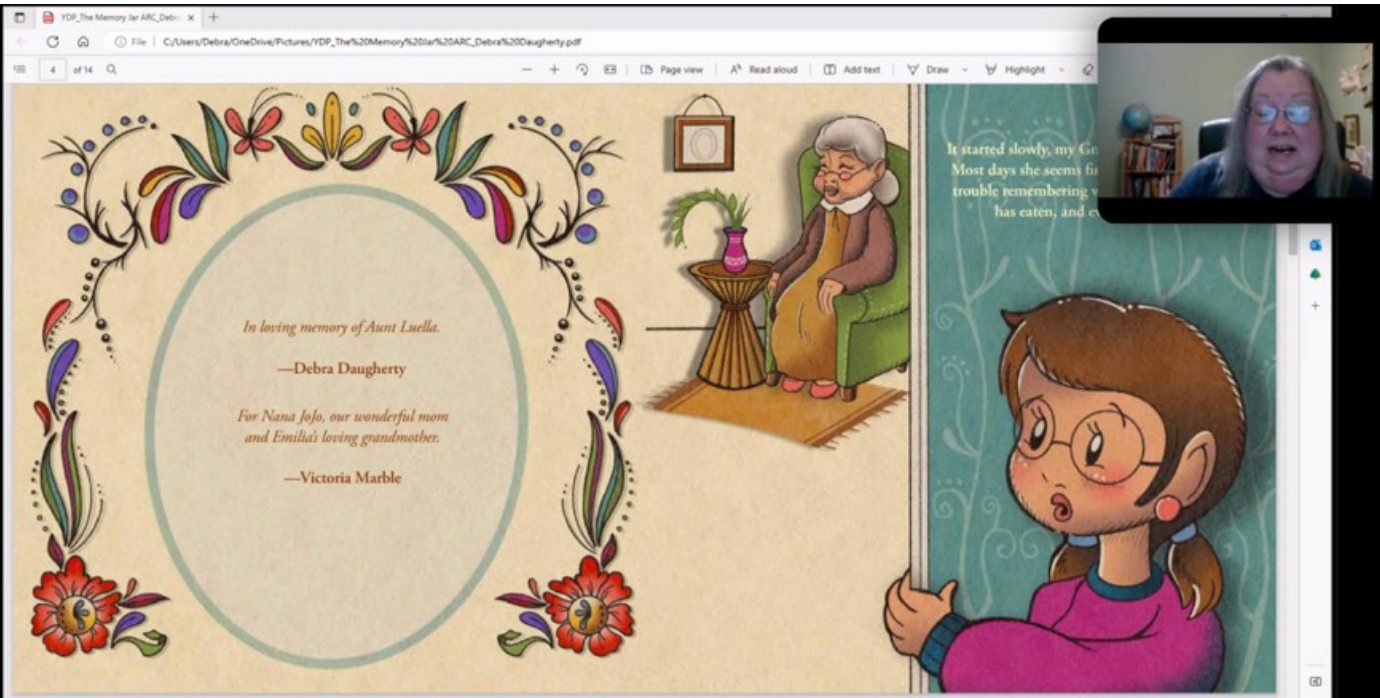 YDP_The Memory Jar ARC_Debr
File
C:/Users/Debra/OneDrive/Pictures/YDP_The%20Memory%20Jar%20ARC_Debra%20Daugherty.pdf
4 of 14
Page view
Read aloud
Add text
Draw
Highlight
In loving memory of Aunt Luella.
—Debra Daugherty
For Nana JoJo, our wonderful mom
and Emilia's loving grandmother.
—Victoria Marble
It started slowly, my
Most days she seems
trouble remembering
has eaten, and